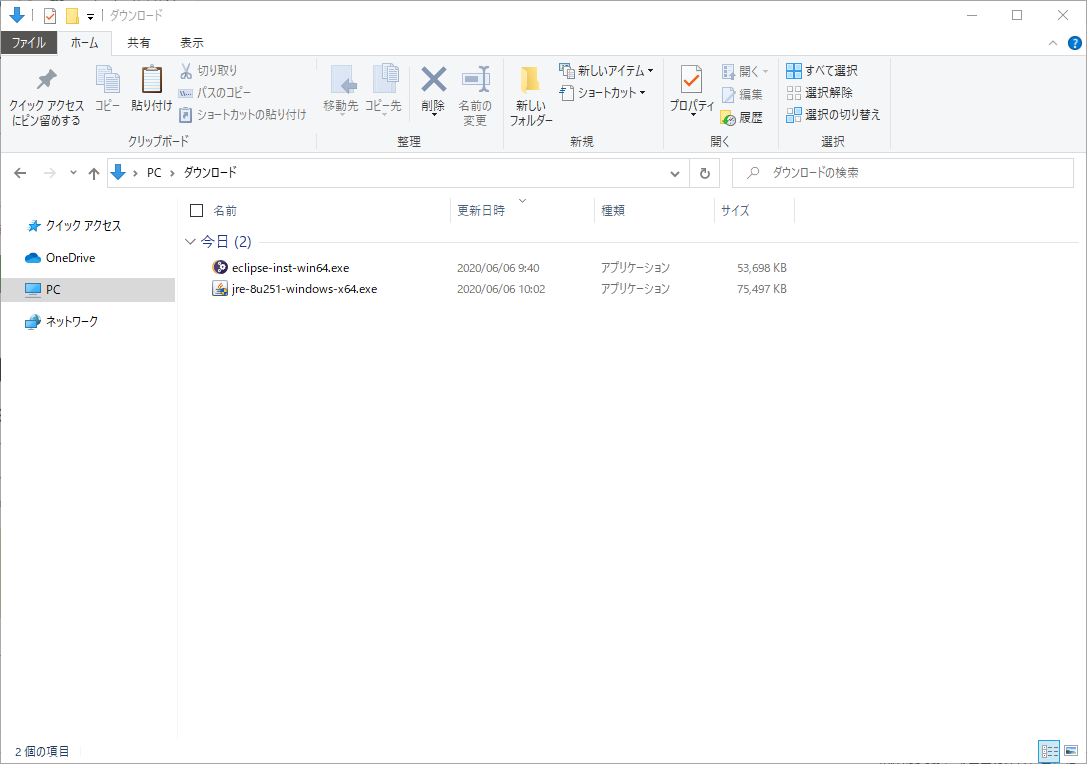 ダウンロード
ファイル ホーム 共有 表示
クイック アクセス
にピン留めする
コピー
貼り付け
切り取り
パスのコピー
ショートカットの貼り付け
クリップボード
移動先
コピー先
削除
名前の
変更
整理
新しい
フォルダー
新しいアイテム
ショートカット
新規
プロパティ
開く
編集
履歴
開く
すべて選択
選択解除
選択の切り替え
選択
PC ダウンロード
ダウンロードの検索
クイック アクセス
OneDrive
PC
ネットワーク
名前 更新日時 種類 サイズ
今日 (2)
eclipse-inst-win64.exe 2020/06/06 9:40 アプリケーション 53,698 KB
jre-8u251-windows-x64.exe 2020/06/06 10:02 アプリケーション 75,497 KB
2 個の項目